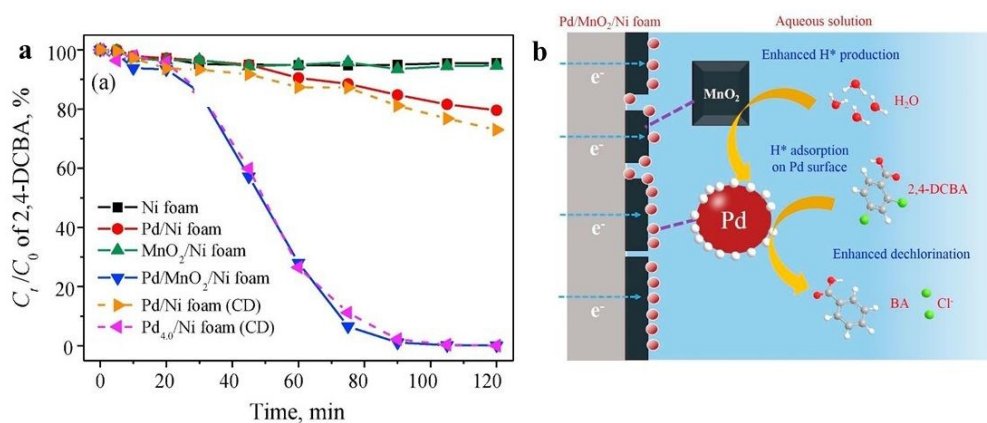 a
(a)
C_t/C_0 of 2,4-DCBA, %
100
80
60
40
20
0
Ni foam
Pd/Ni foam
MnO₂/Ni foam
Pd/MnO₂/Ni foam
Pd/Ni foam (CD)
Pd₄.₀/Ni foam (CD)
0 20 40 60 80 100 120
Time, min
b
Pd/MnO₂/Ni foam
Aqueous solution
e⁻
e⁻
e⁻
e⁻
Enhanced H* production
MnO₂
H₂O
H* adsorption
on Pd surface
2,4-DCBA
Pd
Enhanced dechlorination
BA
Cl⁻